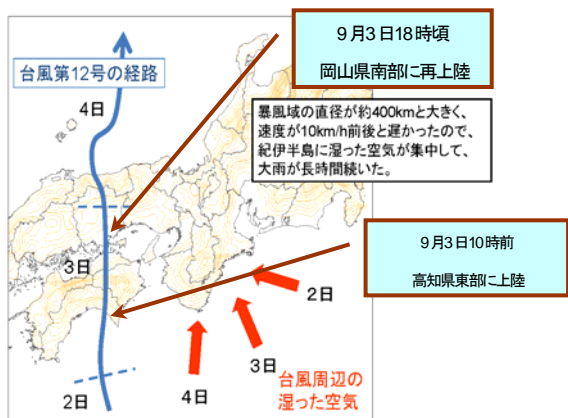 9月3日18時頃
岡山県南部に再上陸
台風第12号の経路
4日
暴風域の直径が約400kmと大きく、
速度が10km/h前後と遅かったので、
紀伊半島に湿った空気が集中して、
大雨が長時間続いた。
3日
9月3日10時前
高知県東部に上陸
2日
3日
4日
台風周辺の
湿った空気
2日